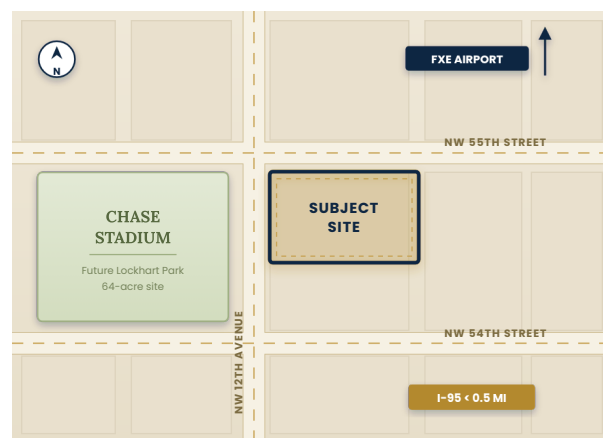 N
FXE AIRPORT
NW 55TH STREET
CHASE
STADIUM
Future Lockhart Park
64-acre site
SUBJECT
SITE
NW 12TH AVENUE
NW 54TH STREET
I-95 < 0.5 MI